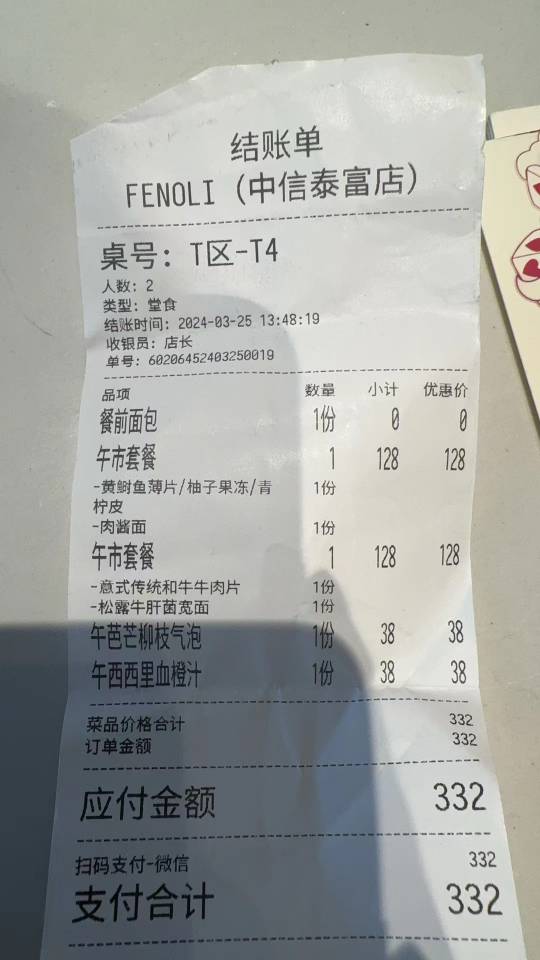 结账单
FENOLI（中信泰富店）
桌号：T区-T4
人数：2
类型：堂食
结账时间：2024-03-25 13:48:19
收银员：店长
单号：60206452403250019
品项 数量 小计 优惠价
餐前面包 1份 0 0
午市套餐 1 128 128
-黄鲥鱼薄片/柚子果冻/青 1份
柠皮
-肉酱面 1份
午市套餐 1 128 128
-意式传统和牛牛肉片 1份
-松露牛肝菌宽面 1份
午芭芒柳枝气泡 1份 38 38
午西西里血橙汁 1份 38 38
菜品价格合计 332
订单金额 332
应付金额 332
扫码支付-微信 332
支付合计 332